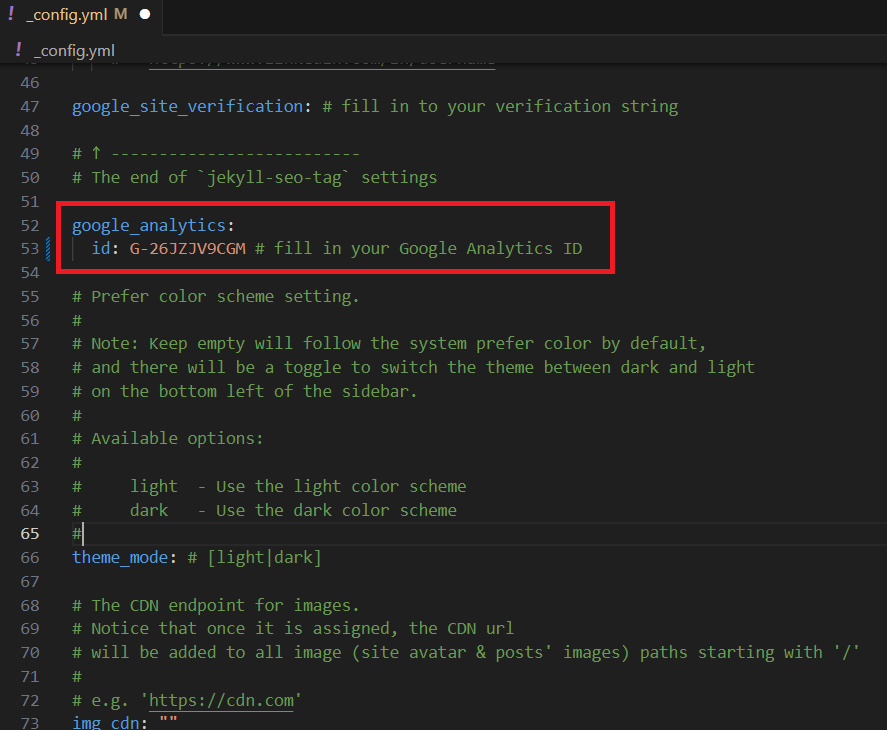 ! _config.yml M ●
! _config.yml
46
47 google_site_verification: # fill in to your verification string
48
49 # ↑ --------------------------
50 # The end of `jekyll-seo-tag` settings
51
52 google_analytics:
53 id: G-26JZJV9CGM # fill in your Google Analytics ID
54
55 # Prefer color scheme setting.
56 #
57 # Note: Keep empty will follow the system prefer color by default,
58 # and there will be a toggle to switch the theme between dark and light
59 # on the bottom left of the sidebar.
60 #
61 # Available options:
62 #
63 #     light  - Use the light color scheme
64 #     dark   - Use the dark color scheme
65 #
66 theme_mode: # [light|dark]
67
68 # The CDN endpoint for images.
69 # Notice that once it is assigned, the CDN url
70 # will be added to all image (site avatar & posts' images) paths starting with '/'
71 #
72 # e.g. 'https://cdn.com'
73 img_cdn: ""